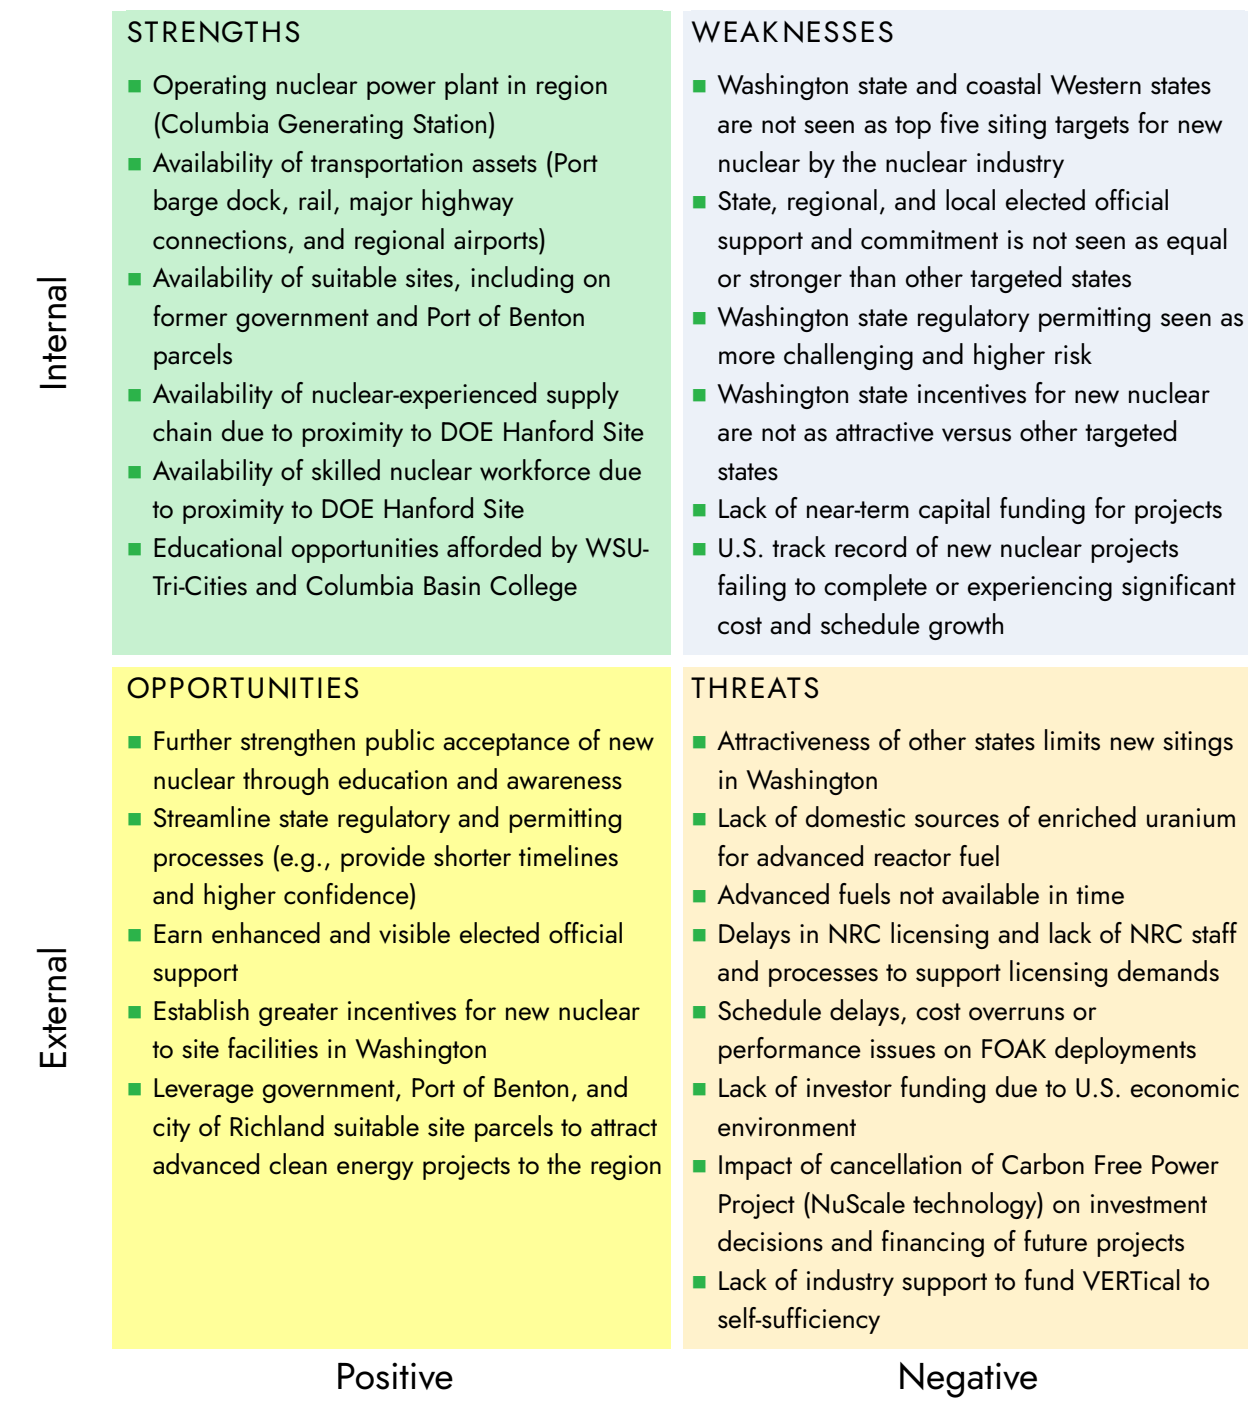 STRENGTHS
■ Operating nuclear power plant in region
(Columbia Generating Station)
■ Availability of transportation assets (Port
barge dock, rail, major highway
connections, and regional airports)
■ Availability of suitable sites, including on
former government and Port of Benton
parcels
■ Availability of nuclear-experienced supply
chain due to proximity to DOE Hanford Site
■ Availability of skilled nuclear workforce due
to proximity to DOE Hanford Site
■ Educational opportunities afforded by WSU-
Tri-Cities and Columbia Basin College
WEAKNESSES
■ Washington state and coastal Western states
are not seen as top five siting targets for new
nuclear by the nuclear industry
■ State, regional, and local elected official
support and commitment is not seen as equal
or stronger than other targeted states
■ Washington state regulatory permitting seen as
more challenging and higher risk
■ Washington state incentives for new nuclear
are not as attractive versus other targeted
states
■ Lack of near-term capital funding for projects
■ U.S. track record of new nuclear projects
failing to complete or experiencing significant
cost and schedule growth
Internal
OPPORTUNITIES
■ Further strengthen public acceptance of new
nuclear through education and awareness
■ Streamline state regulatory and permitting
processes (e.g., provide shorter timelines
and higher confidence)
■ Earn enhanced and visible elected official
support
■ Establish greater incentives for new nuclear
to site facilities in Washington
■ Leverage government, Port of Benton, and
city of Richland suitable site parcels to attract
advanced clean energy projects to the region
THREATS
■ Attractiveness of other states limits new sitings
in Washington
■ Lack of domestic sources of enriched uranium
for advanced reactor fuel
■ Advanced fuels not available in time
■ Delays in NRC licensing and lack of NRC staff
and processes to support licensing demands
■ Schedule delays, cost overruns or
performance issues on FOAK deployments
■ Lack of investor funding due to U.S. economic
environment
■ Impact of cancellation of Carbon Free Power
Project (NuScale technology) on investment
decisions and financing of future projects
■ Lack of industry support to fund VERTical to
self-sufficiency
External
Positive
Negative